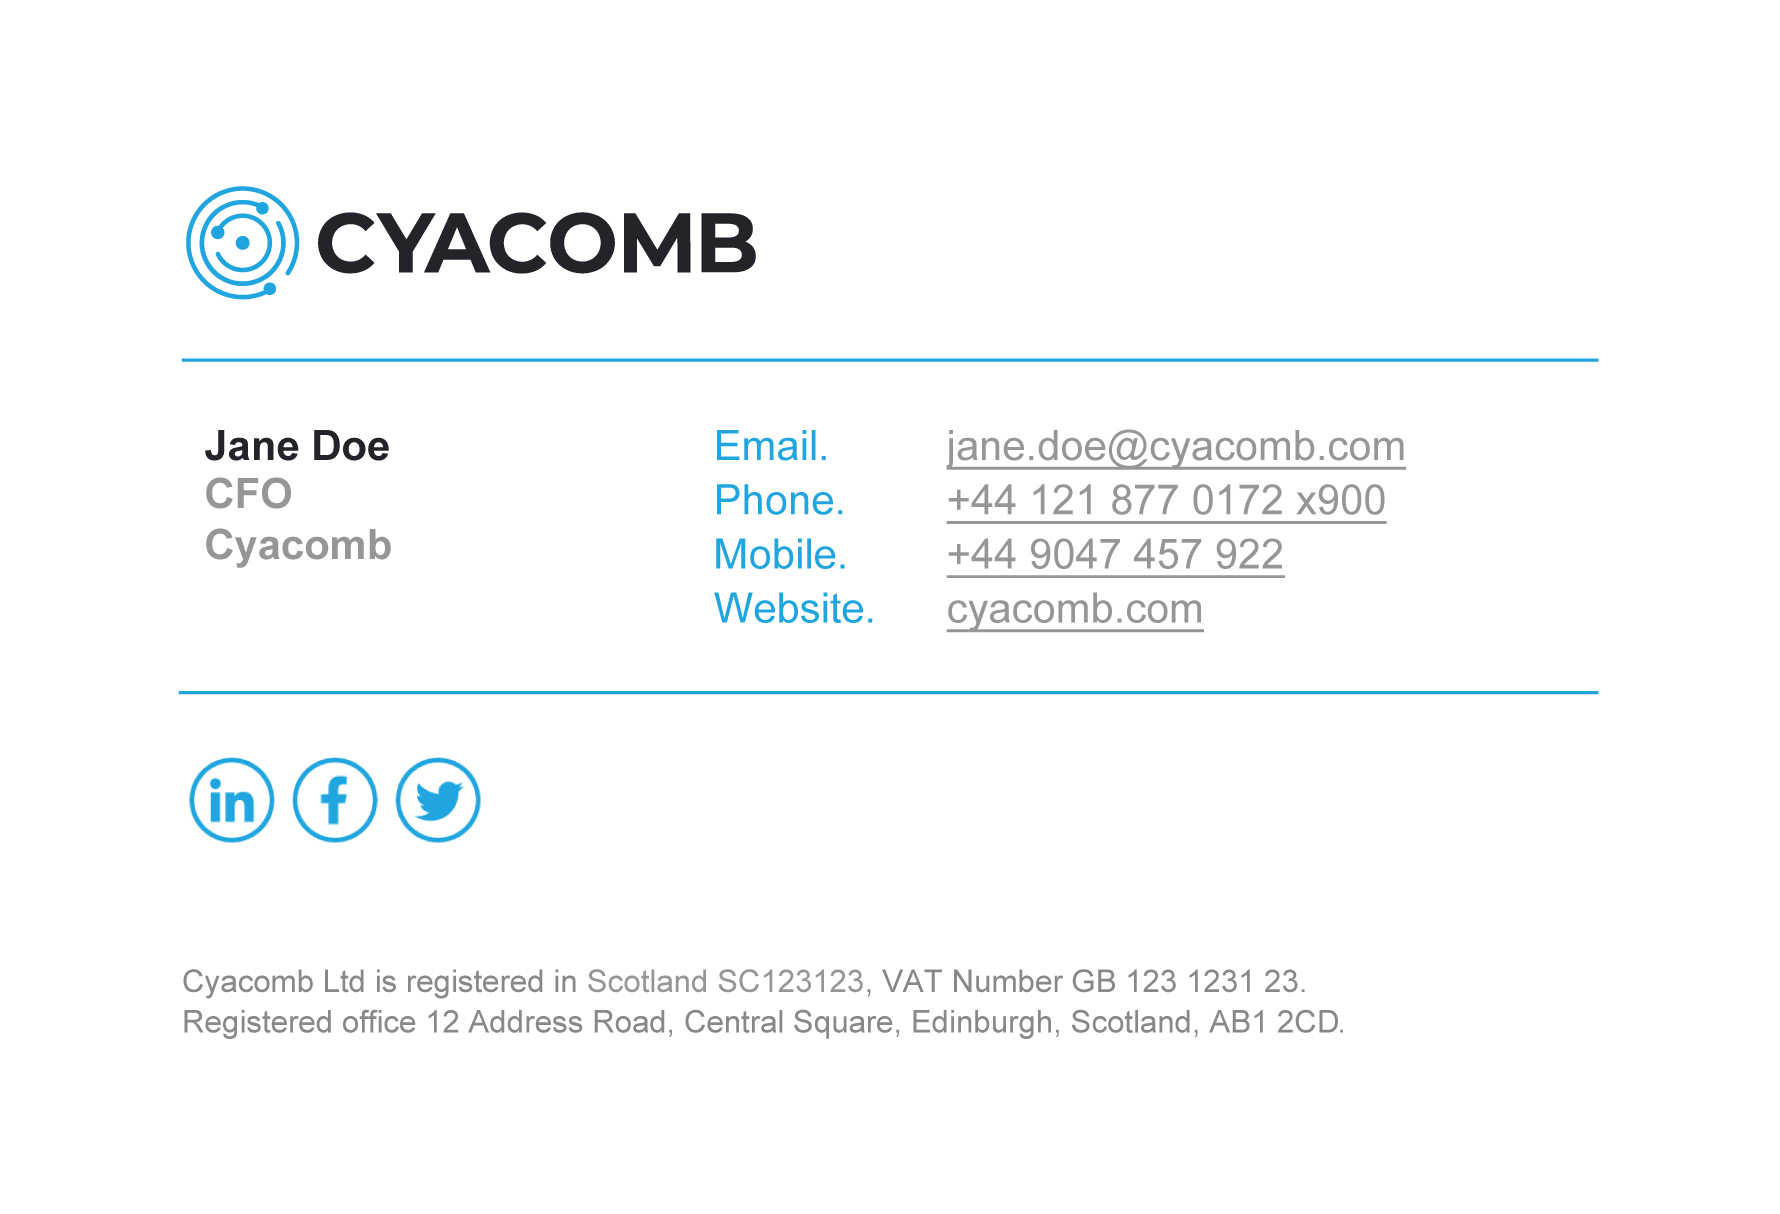 CYACOMB
Jane Doe
CFO
Cyacomb
Email. jane.doe@cyacomb.com
Phone. +44 121 877 0172 x900
Mobile. +44 9047 457 922
Website. cyacomb.com
in f
Cyacomb Ltd is registered in Scotland SC123123, VAT Number GB 123 1231 23.
Registered office 12 Address Road, Central Square, Edinburgh, Scotland, AB1 2CD.